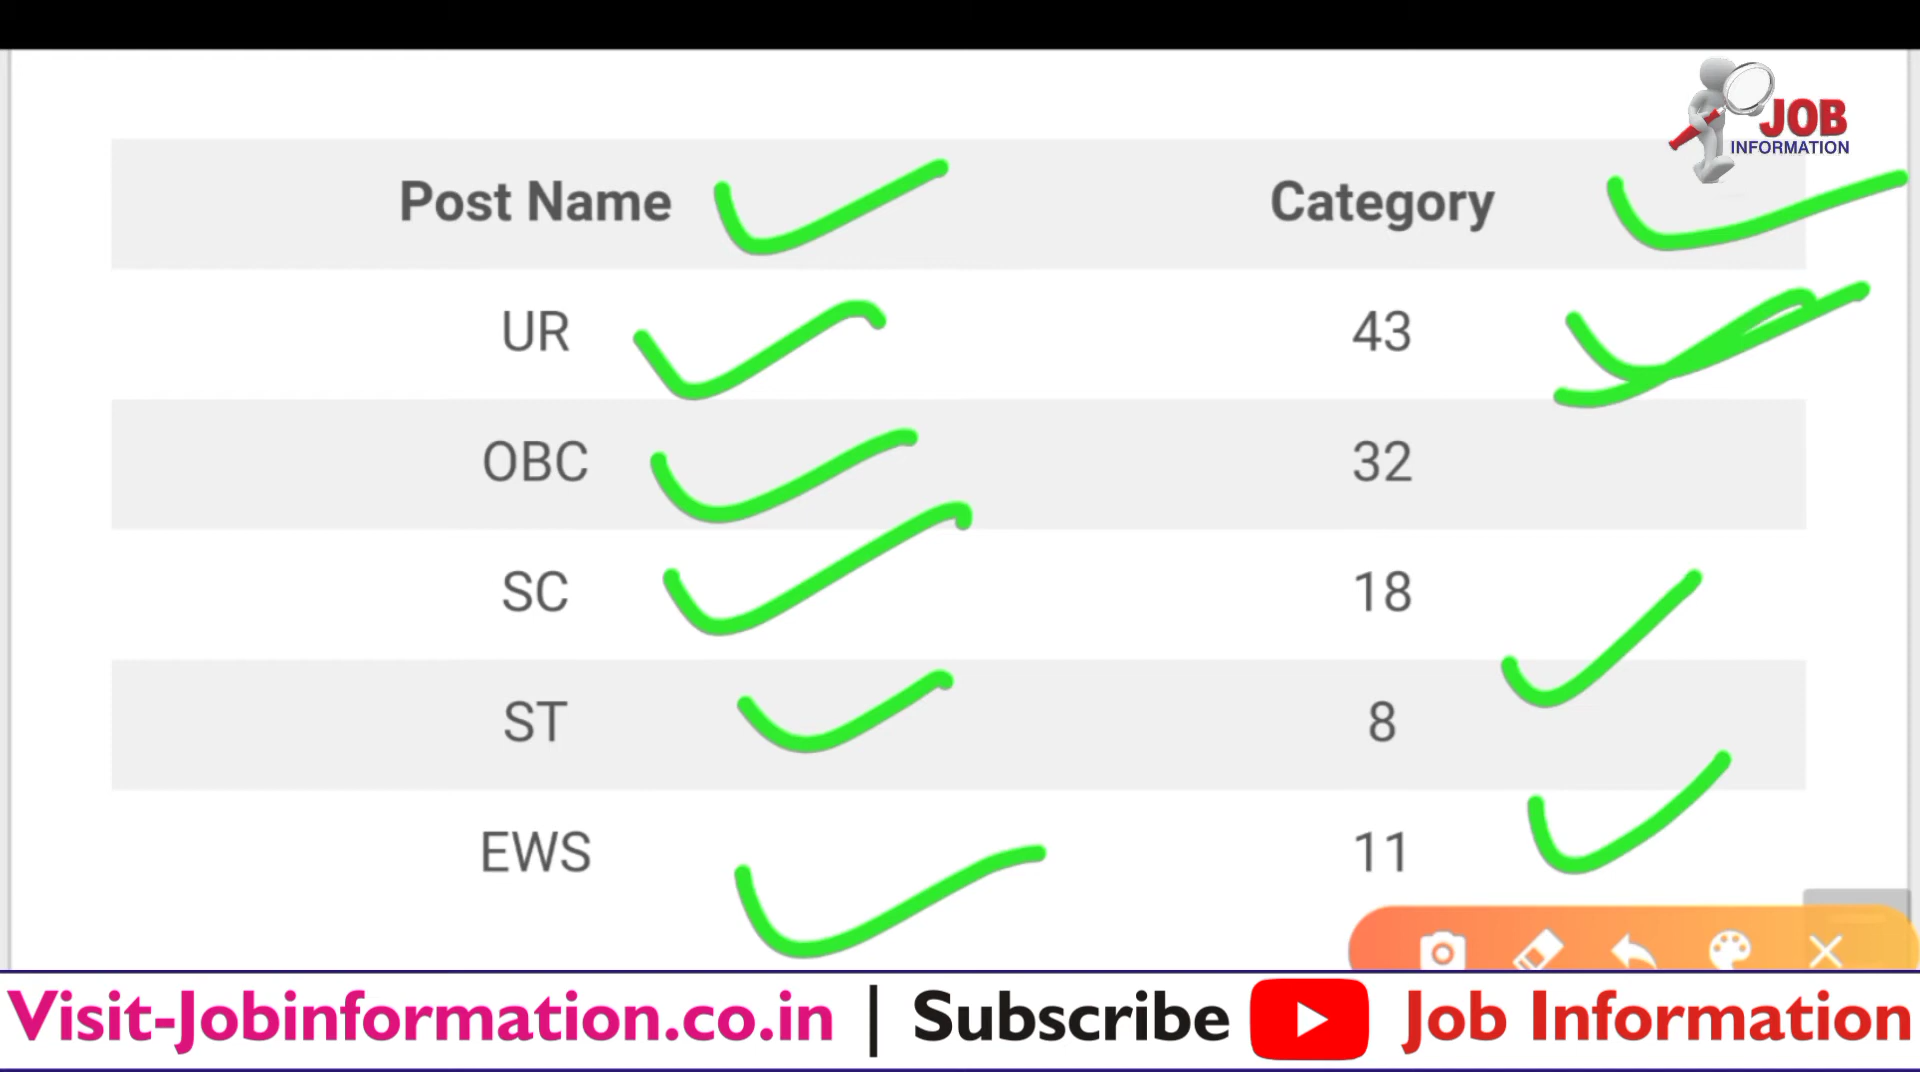 JOB
INFORMATION
Post Name Category
UR 43
OBC 32
SC 18
ST 8
EWS 11
Visit-Jobinformation.co.in | Subscribe Job Information